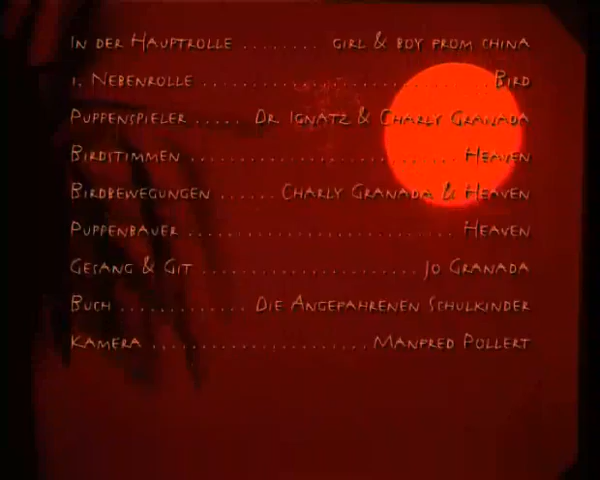 In der Hauptrolle ........ girl & boy from china
1. Nebenrolle .......................... Bird
Puppenspieler ..... Dr. Ignatz & Charly Granada
Birdstimmen ........................ Heaven
Birdbewegungen ...... Charly Granada & Heaven
Puppenbauer ........................ Heaven
Gesang & Git .................... Jo Granada
Buch ............ Die Angefahrenen Schulkinder
Kamera .................... Manfred Pollert